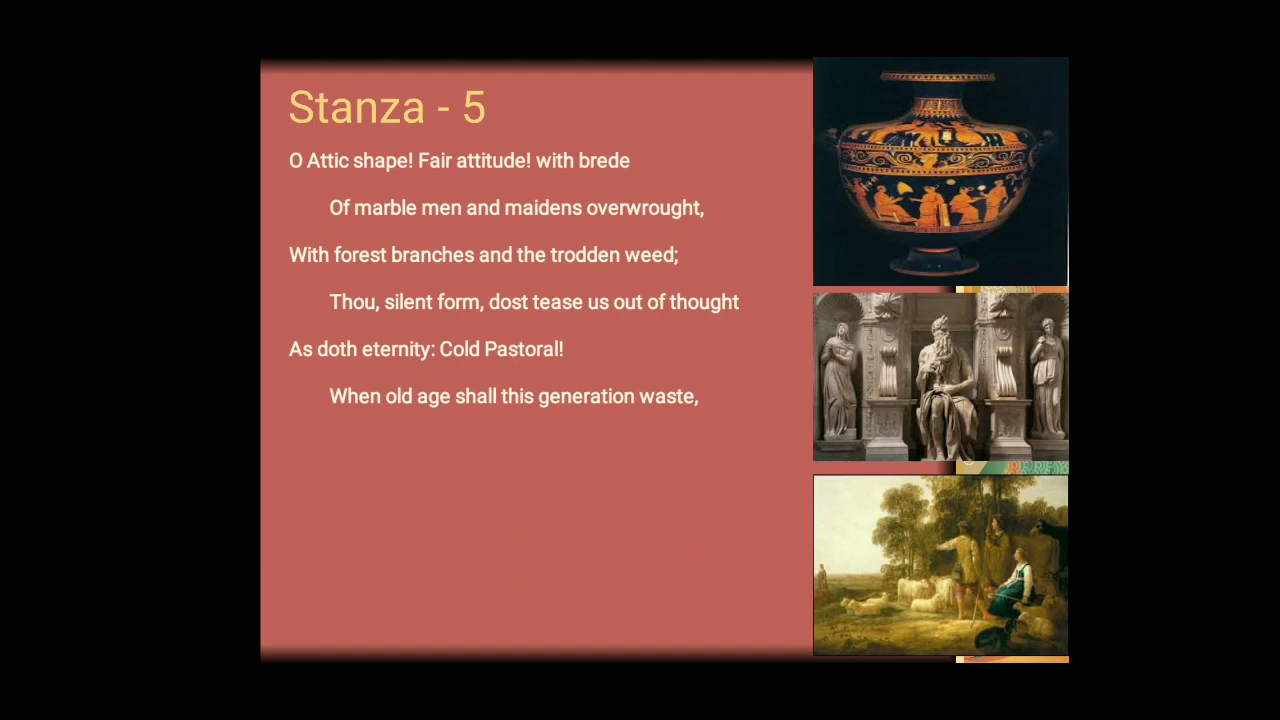 Stanza - 5
O Attic shape! Fair attitude! with brede
Of marble men and maidens overwrought,
With forest branches and the trodden weed;
Thou, silent form, dost tease us out of thought
As doth eternity: Cold Pastoral!
When old age shall this generation waste,